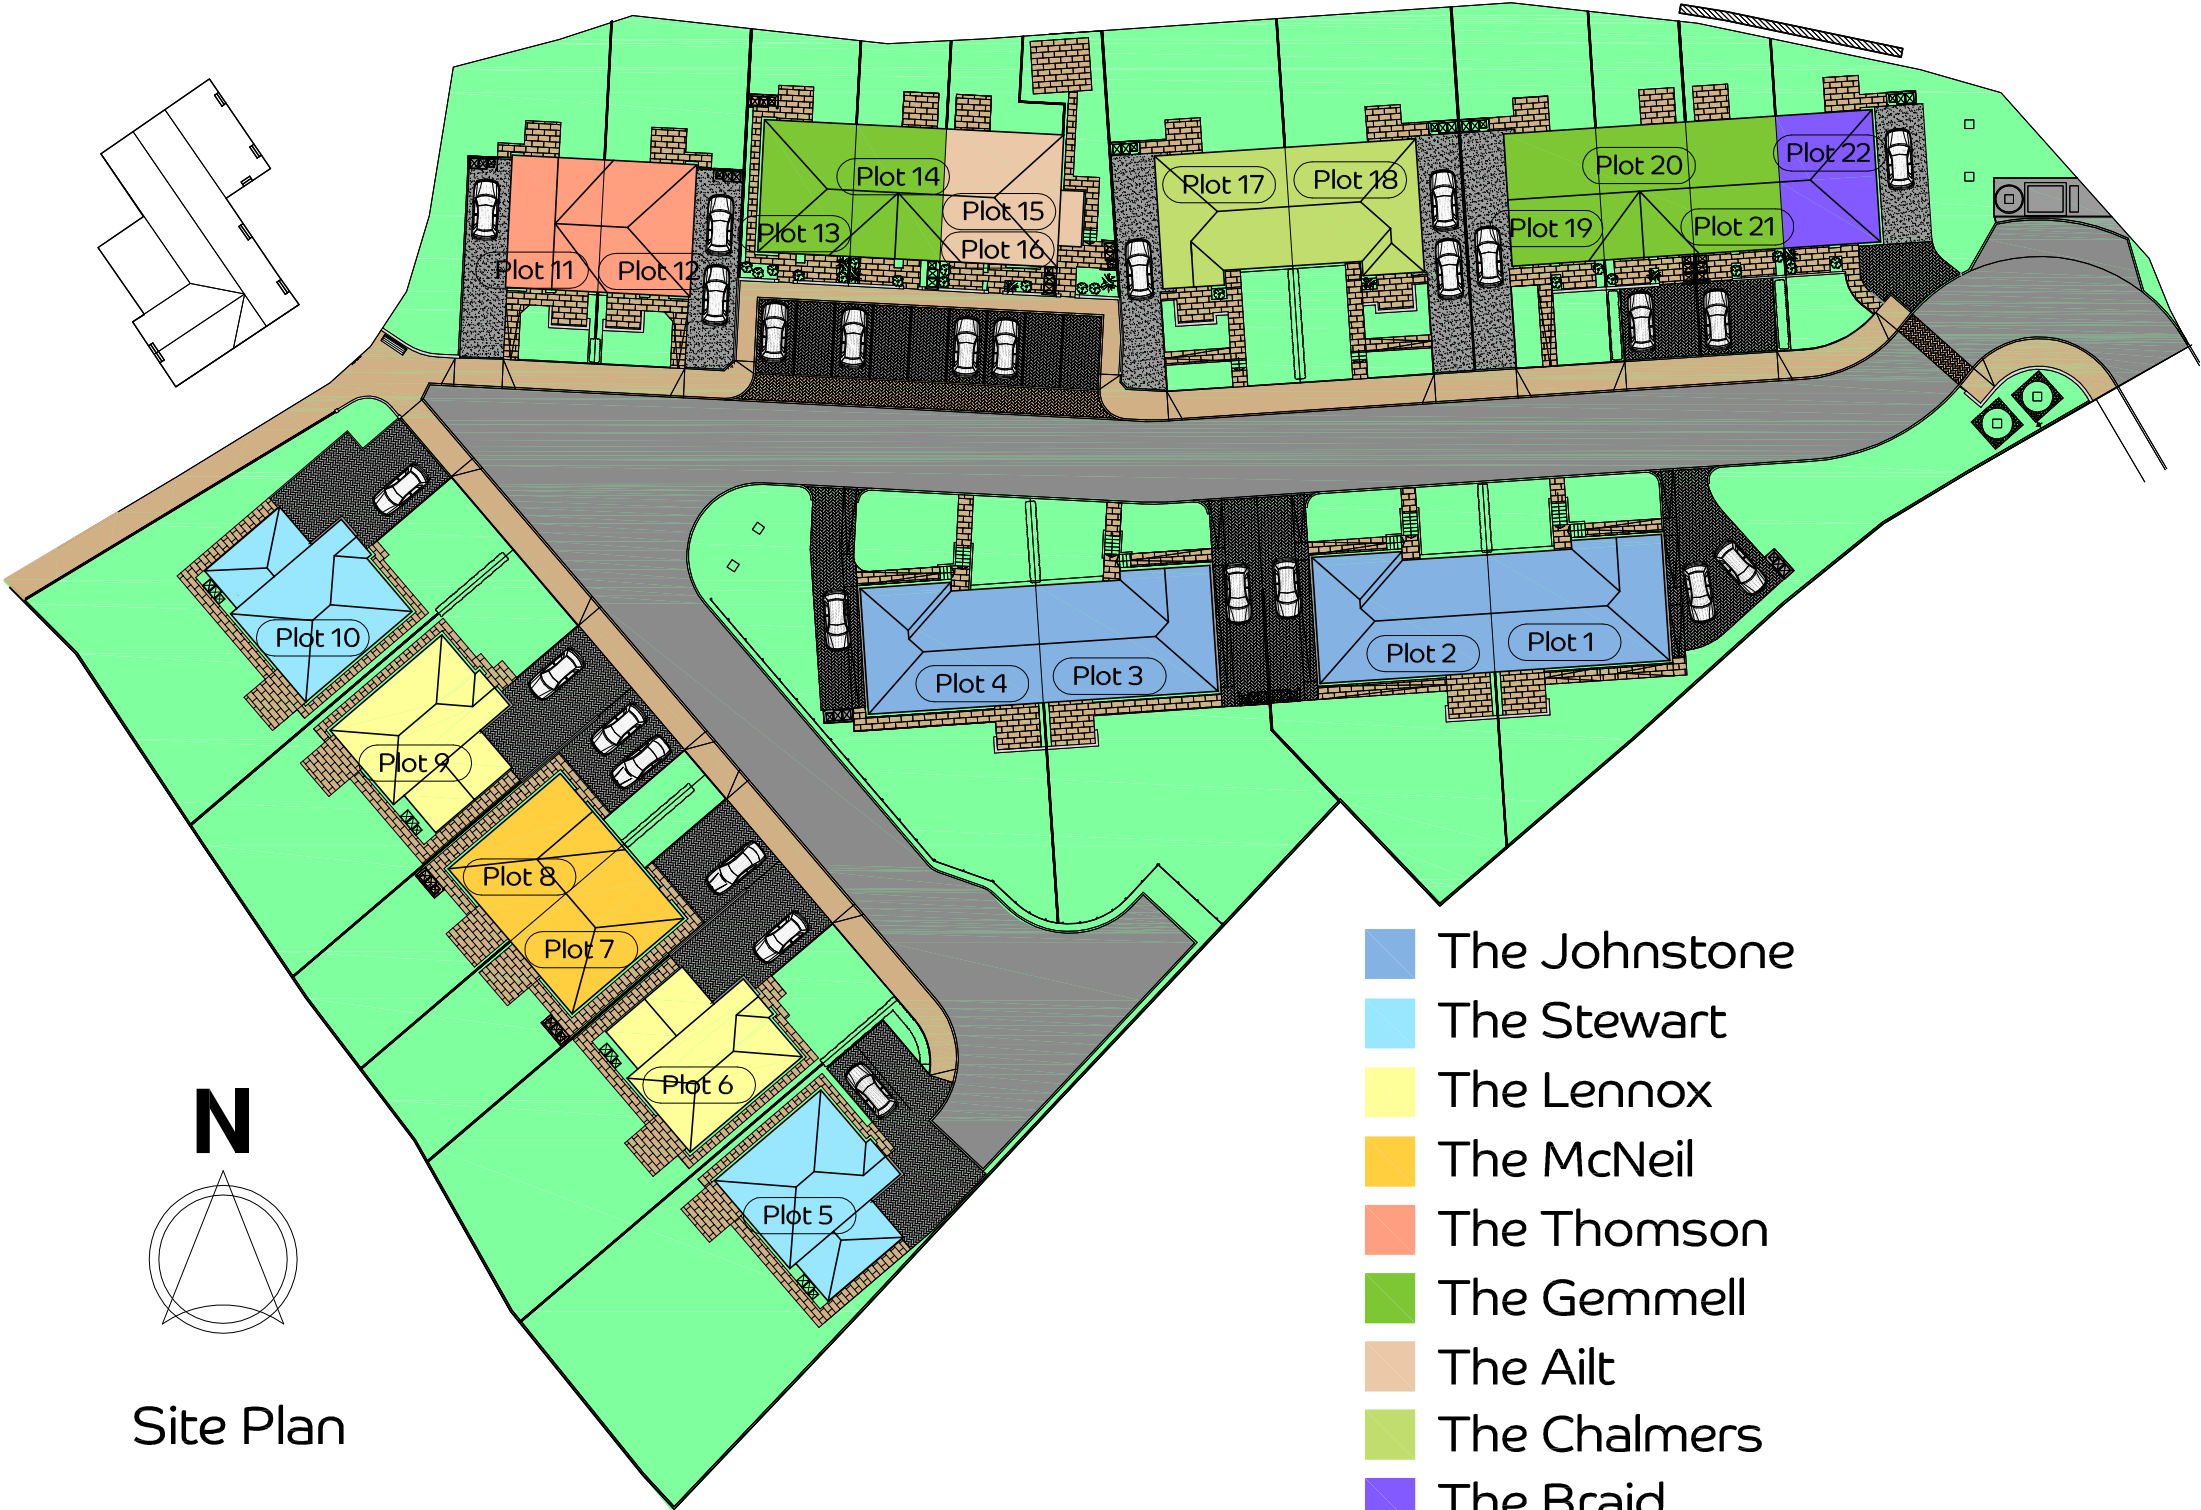 Plot 11
Plot 12
Plot 13
Plot 14
Plot 15
Plot 16
Plot 17
Plot 18
Plot 19
Plot 20
Plot 21
Plot 22
Plot 10
Plot 9
Plot 8
Plot 7
Plot 6
Plot 5
Plot 4
Plot 3
Plot 2
Plot 1
The Johnstone
The Stewart
The Lennox
The McNeil
The Thomson
The Gemmell
The Ailt
The Chalmers
The Braid
N
Site Plan